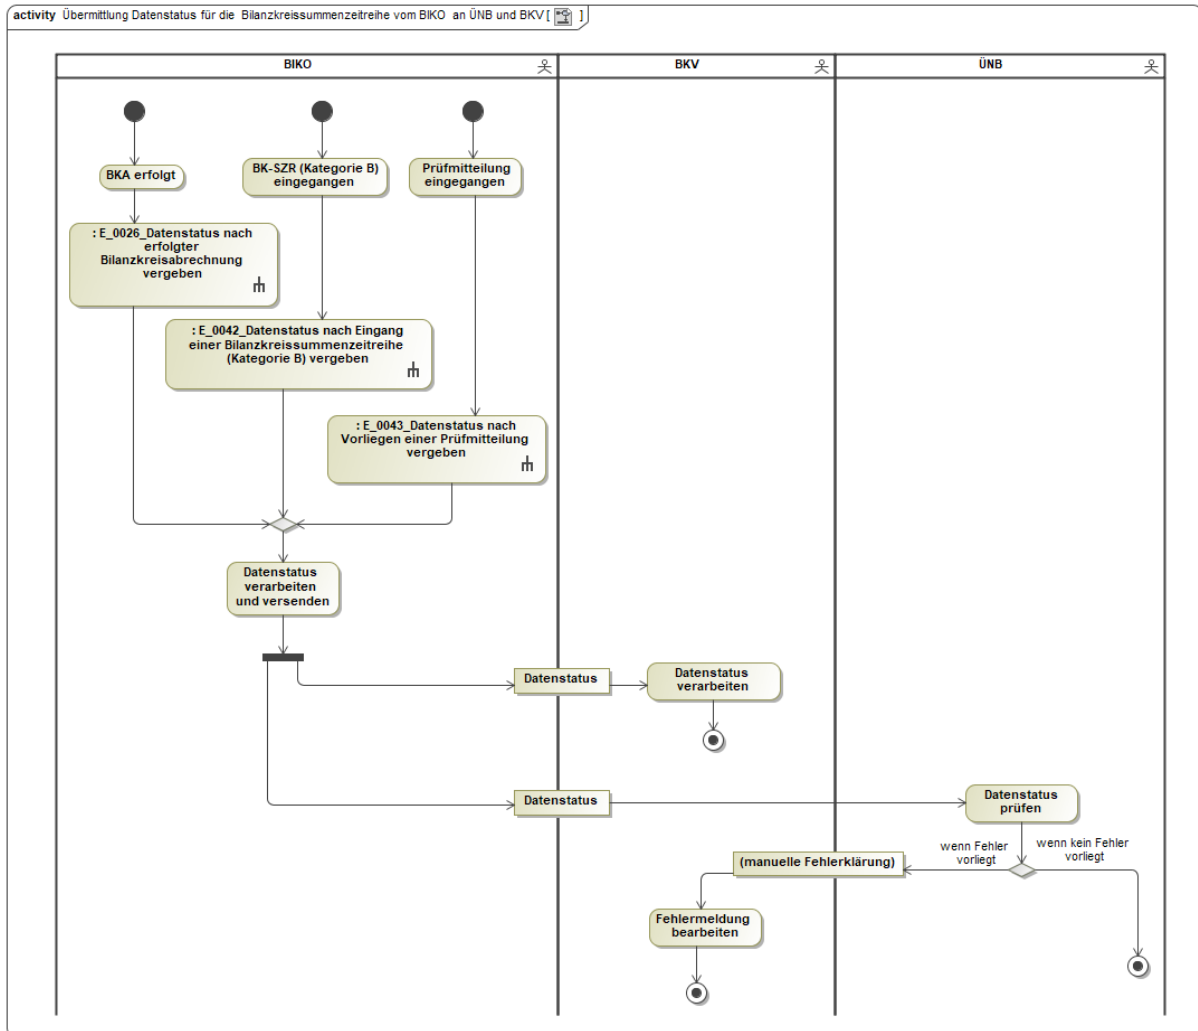 activity Übermittlung Datenstatus für die Bilanzkreissummenzeitreihe vom BIKO an ÜNB und BKV [ ]
BIKO
BKV
ÜNB
BKA erfolgt
BK-SZR (Kategorie B)
eingegangen
Prüfmitteilung
eingegangen
: E_0026_Datenstatus nach
erfolgter
Bilanzkreisabrechnung
vergeben
: E_0042_Datenstatus nach Eingang
einer Bilanzkreissummenzeitreihe
(Kategorie B) vergeben
: E_0043_Datenstatus nach
Vorliegen einer Prüfmitteilung
vergeben
Datenstatus
verarbeiten
und versenden
Datenstatus
Datenstatus
verarbeiten
Datenstatus
Datenstatus
prüfen
wenn Fehler
vorliegt
wenn kein Fehler
vorliegt
(manuelle Fehlerklärung)
Fehlermeldung
bearbeiten